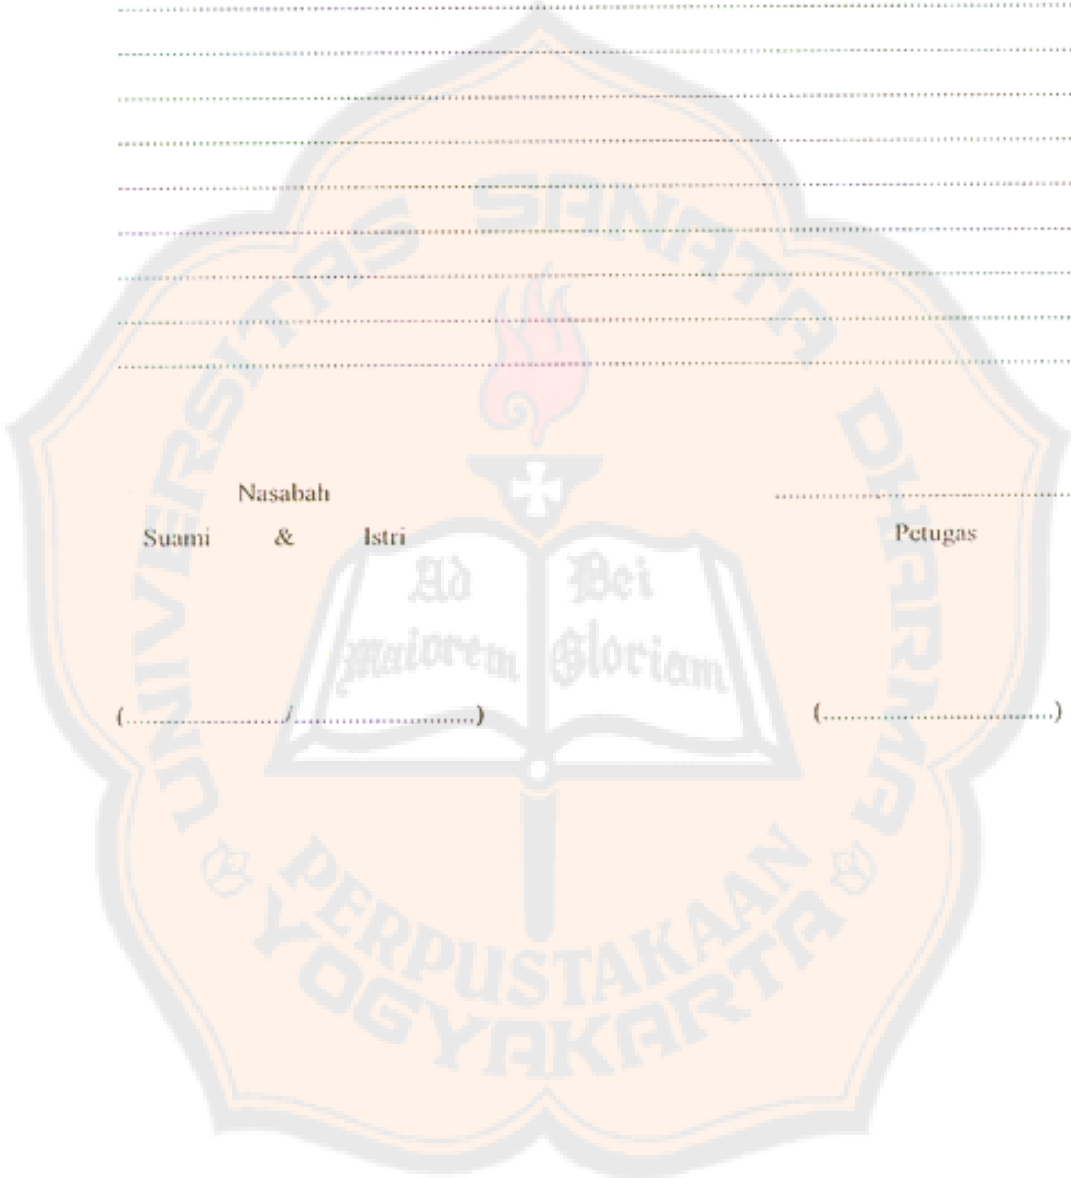 UNIVERSITAS SANATA DHARMA
Nasabah
Suami & Istri
Petugas
Ad Dei
Maiorem Gloriam
(............................/................................)
(..........................................)
PERPUSTAKAAN
YOGYAKARTA